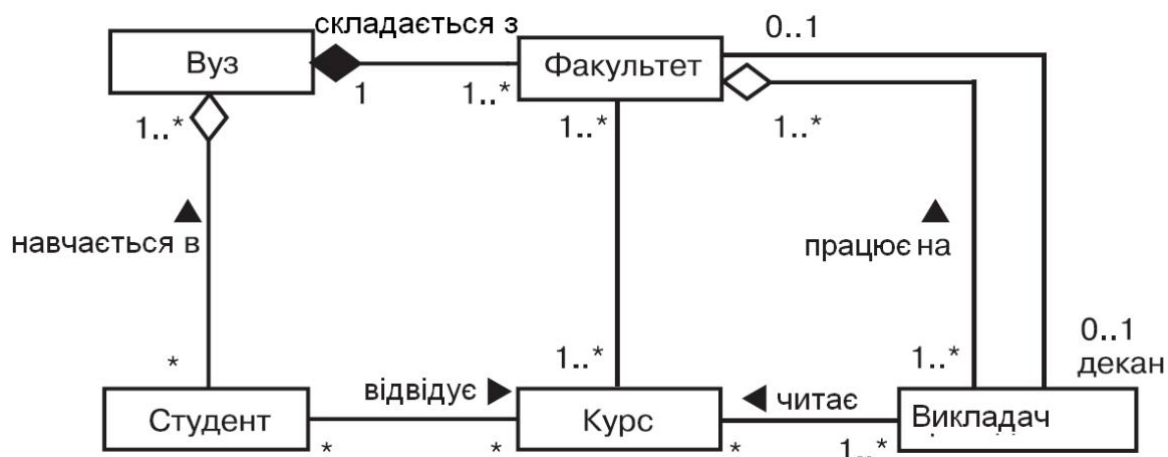 складається з
0..1
Вуз
Факультет
1
1..*
1..*
1..*
1..*
навчається в
працює на
*
1..*
1..*
0..1
декан
відвідує
читає
Студент
Курс
Викладач
*
*
*
1..*